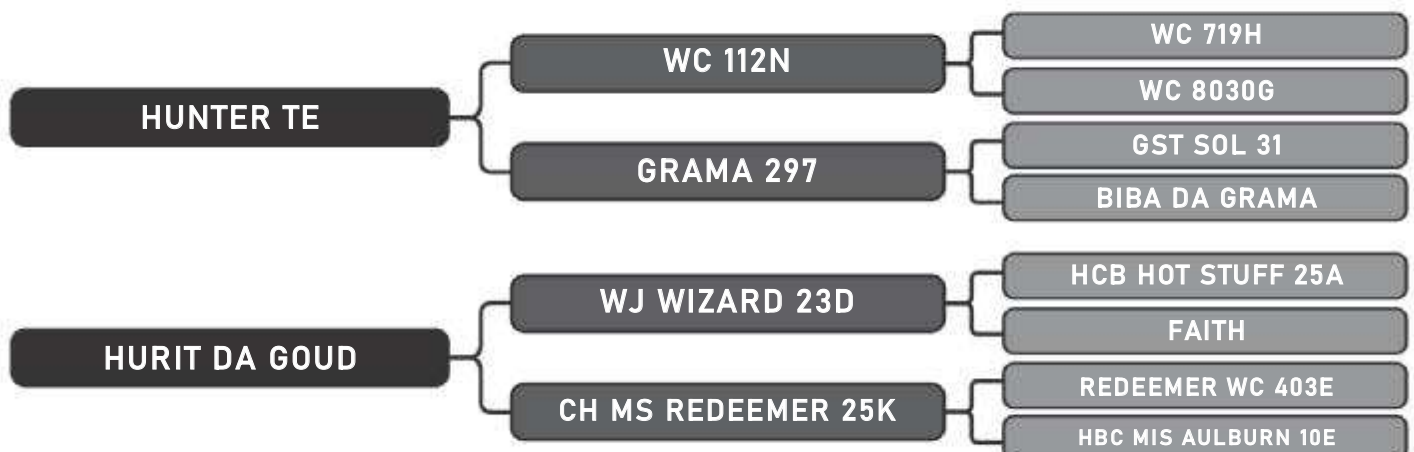 HUNTER TE
WC 112N
WC 719H
WC 8030G
GRAMA 297
GST SOL 31
BIBA DA GRAMA
HURIT DA GOUD
WJ WIZARD 23D
HCB HOT STUFF 25A
FAITH
CH MS REDEEMER 25K
REDEEMER WC 403E
HBC MIS AULBURN 10E